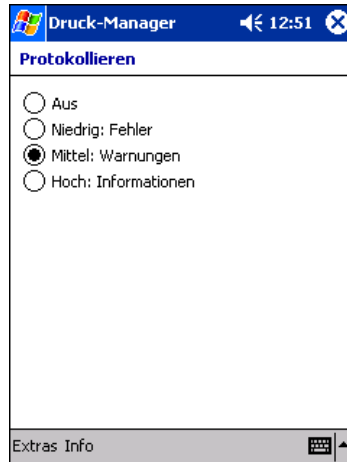 Druck-Manager 12:51
Protokollieren
Aus
Niedrig: Fehler
Mittel: Warnungen
Hoch: Informationen
Extras Info